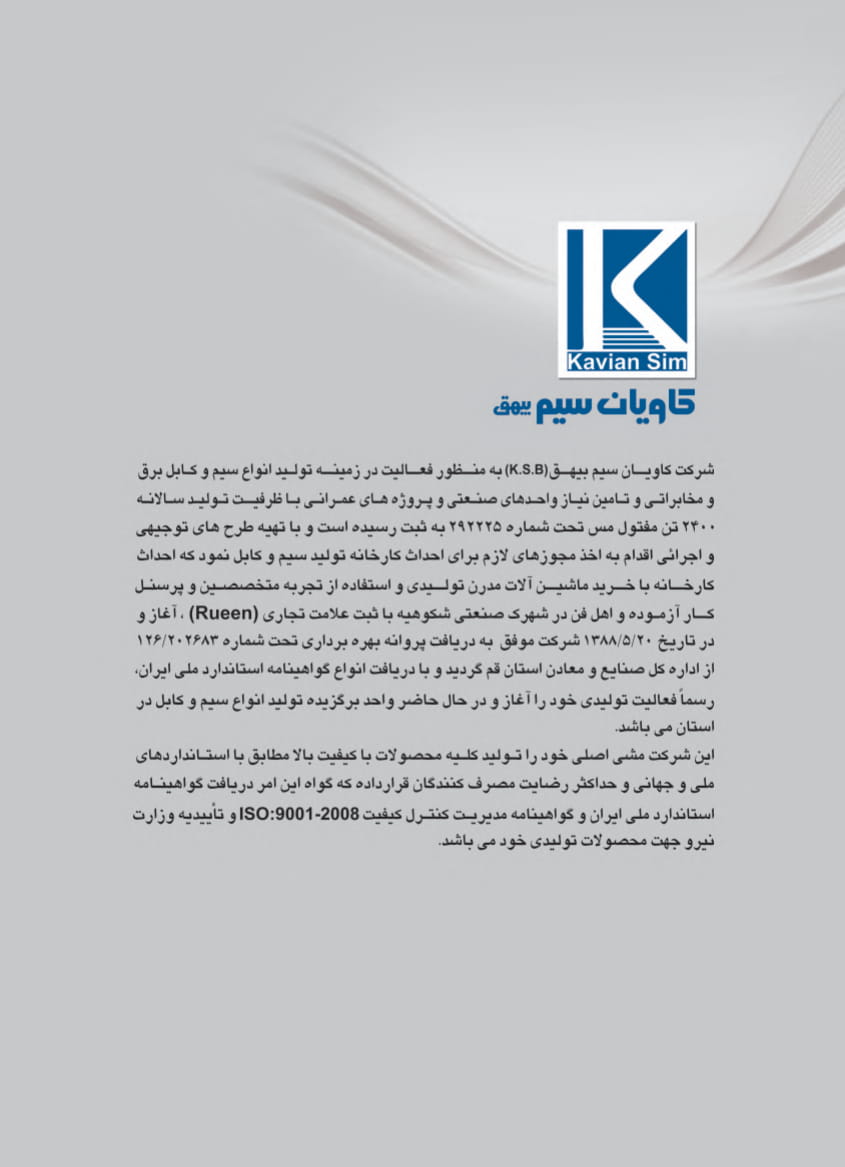 Kavian Sim
کاویان سیم بیهق
شرکت کاویان سیم بیهق(K.S.B) به منظور فعالیت در زمینه تولید انواع سیم و کابل برق
و مخابراتی و تامین نیاز واحدهای صنعتی و پروژه های عمرانی با ظرفیت تولید سالانه
۲۴۰۰ تن مفتول مس تحت شماره ۲۹۲۲۲۵ به ثبت رسیده است و با تهیه طرح های توجیهی
و اجرائی اقدام به اخذ مجوزهای لازم برای احداث کارخانه تولید سیم و کابل نمود که احداث
کارخانه با خرید ماشین آلات مدرن تولیدی و استفاده از تجربه متخصصین و پرسنل
کار آزموده و اهل فن در شهرک صنعتی شکوهیه با ثبت علامت تجاری (Rueen) ، آغاز و
در تاریخ ۱۳۸۸/۵/۲۰ شرکت موفق به دریافت پروانه بهره برداری تحت شماره ۱۲۶/۲۰۲۶۸۳
از اداره کل صنایع و معادن استان قم گردید و با دریافت انواع گواهینامه استاندارد ملی ایران،
رسماً فعالیت تولیدی خود را آغاز و در حال حاضر واحد برگزیده تولید انواع سیم و کابل در
استان می باشد.
این شرکت مشی اصلی خود را تولید کلیه محصولات با کیفیت بالا مطابق با استانداردهای
ملی و جهانی و حداکثر رضایت مصرف کنندگان قرارداده که گواه این امر دریافت گواهینامه
استاندارد ملی ایران و گواهینامه مدیریت کنترل کیفیت ISO:9001-2008 و تأییدیه وزارت
نیرو جهت محصولات تولیدی خود می باشد.